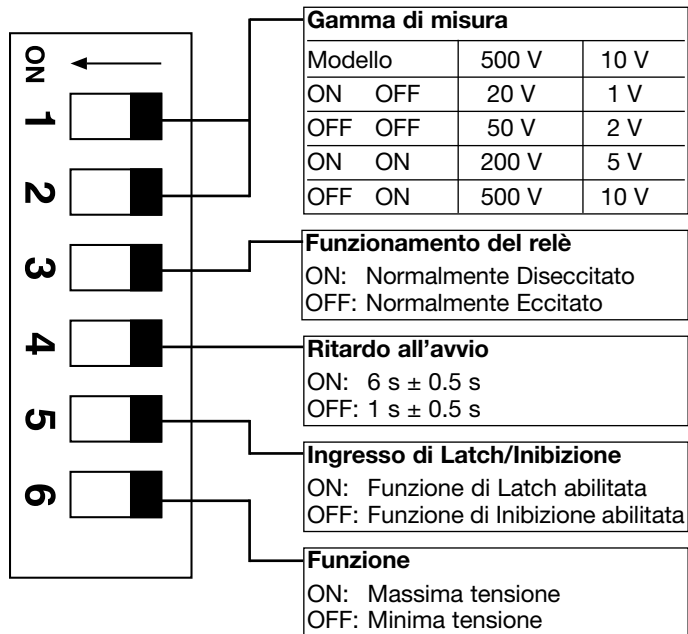 ON
1
2
3
4
5
6
Gamma di misura
Modello 500 V 10 V
ON OFF 20 V 1 V
OFF OFF 50 V 2 V
ON ON 200 V 5 V
OFF ON 500 V 10 V
Funzionamento del relè
ON: Normalmente Diseccitato
OFF: Normalmente Eccitato
Ritardo all'avvio
ON: 6 s ± 0.5 s
OFF: 1 s ± 0.5 s
Ingresso di Latch/Inibizione
ON: Funzione di Latch abilitata
OFF: Funzione di Inibizione abilitata
Funzione
ON: Massima tensione
OFF: Minima tensione